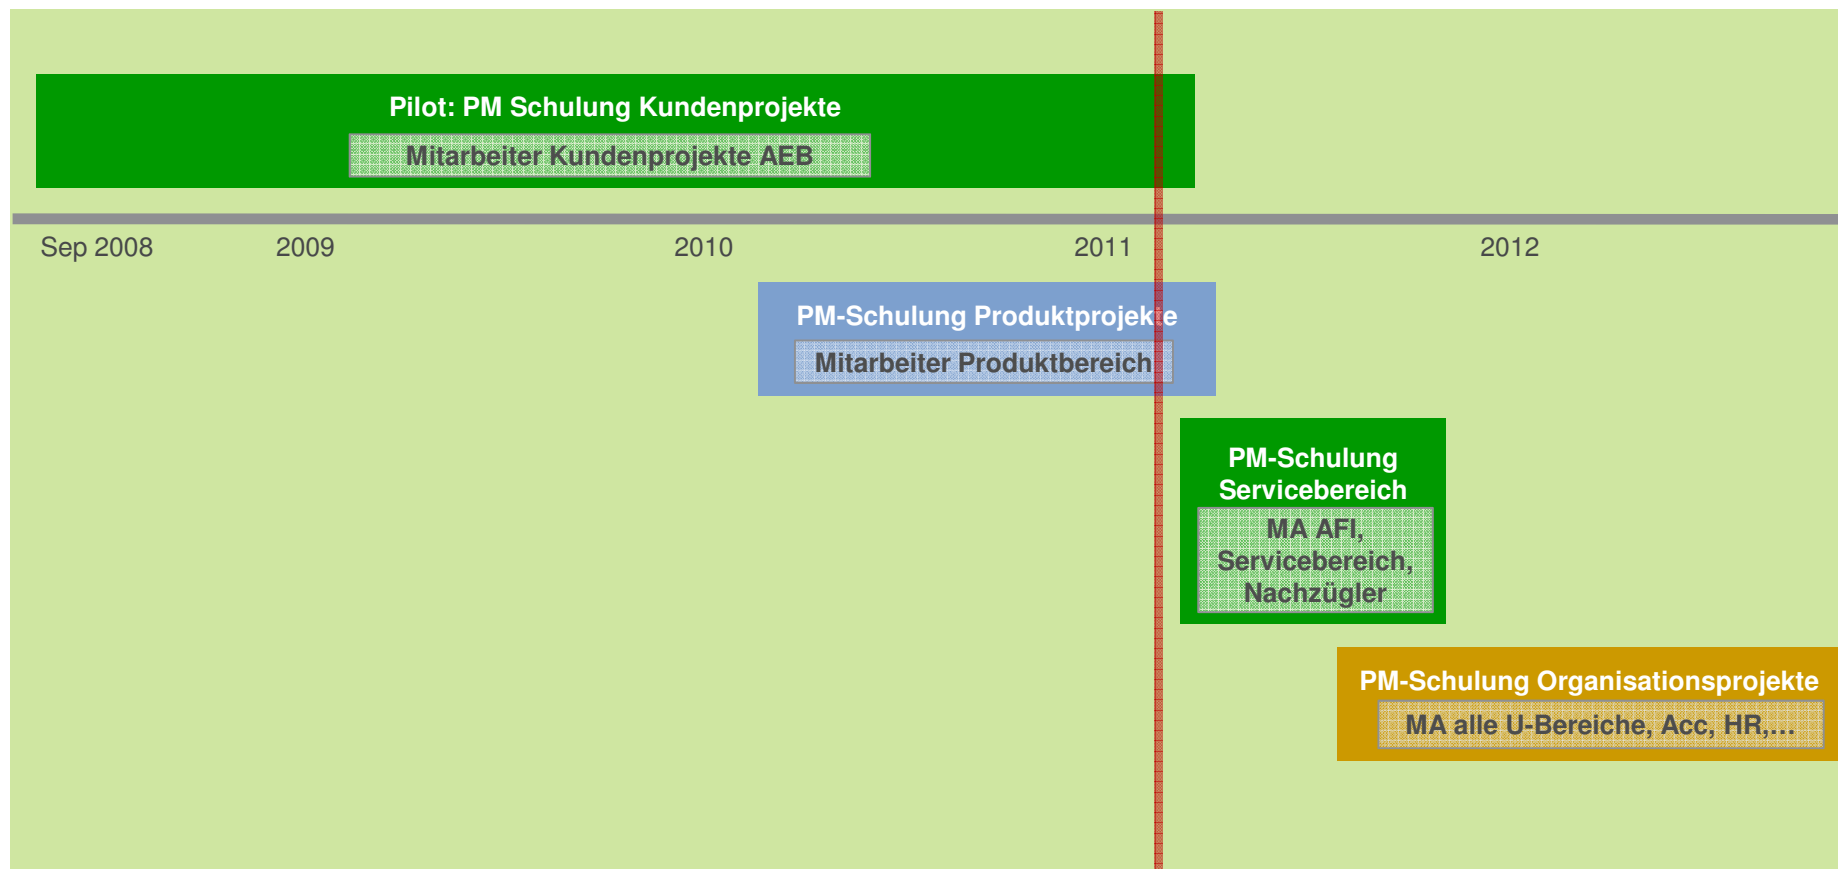 Pilot: PM Schulung Kundenprojekte
Mitarbeiter Kundenprojekte AEB
Sep 2008 2009 2010 2011 2012
PM-Schulung Produktprojekte
Mitarbeiter Produktbereich
PM-Schulung
Servicebereich
MA AFI,
Servicebereich,
Nachzügler
PM-Schulung Organisationsprojekte
MA alle U-Bereiche, Acc, HR,…